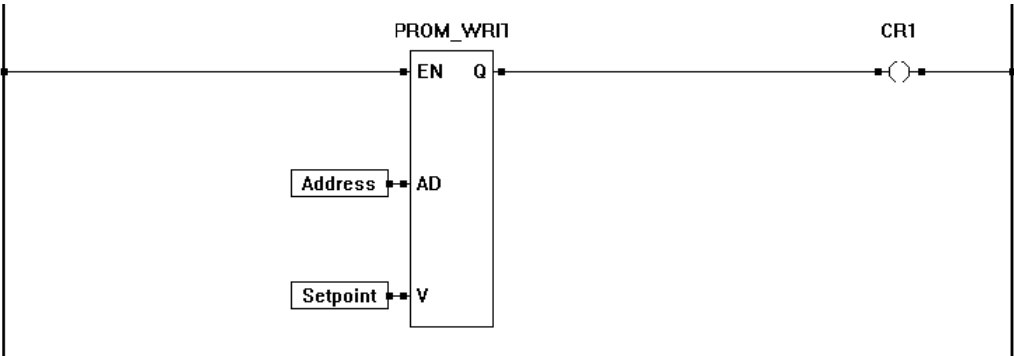 PROM_WRIT CR1
EN Q
Address AD
Setpoint V